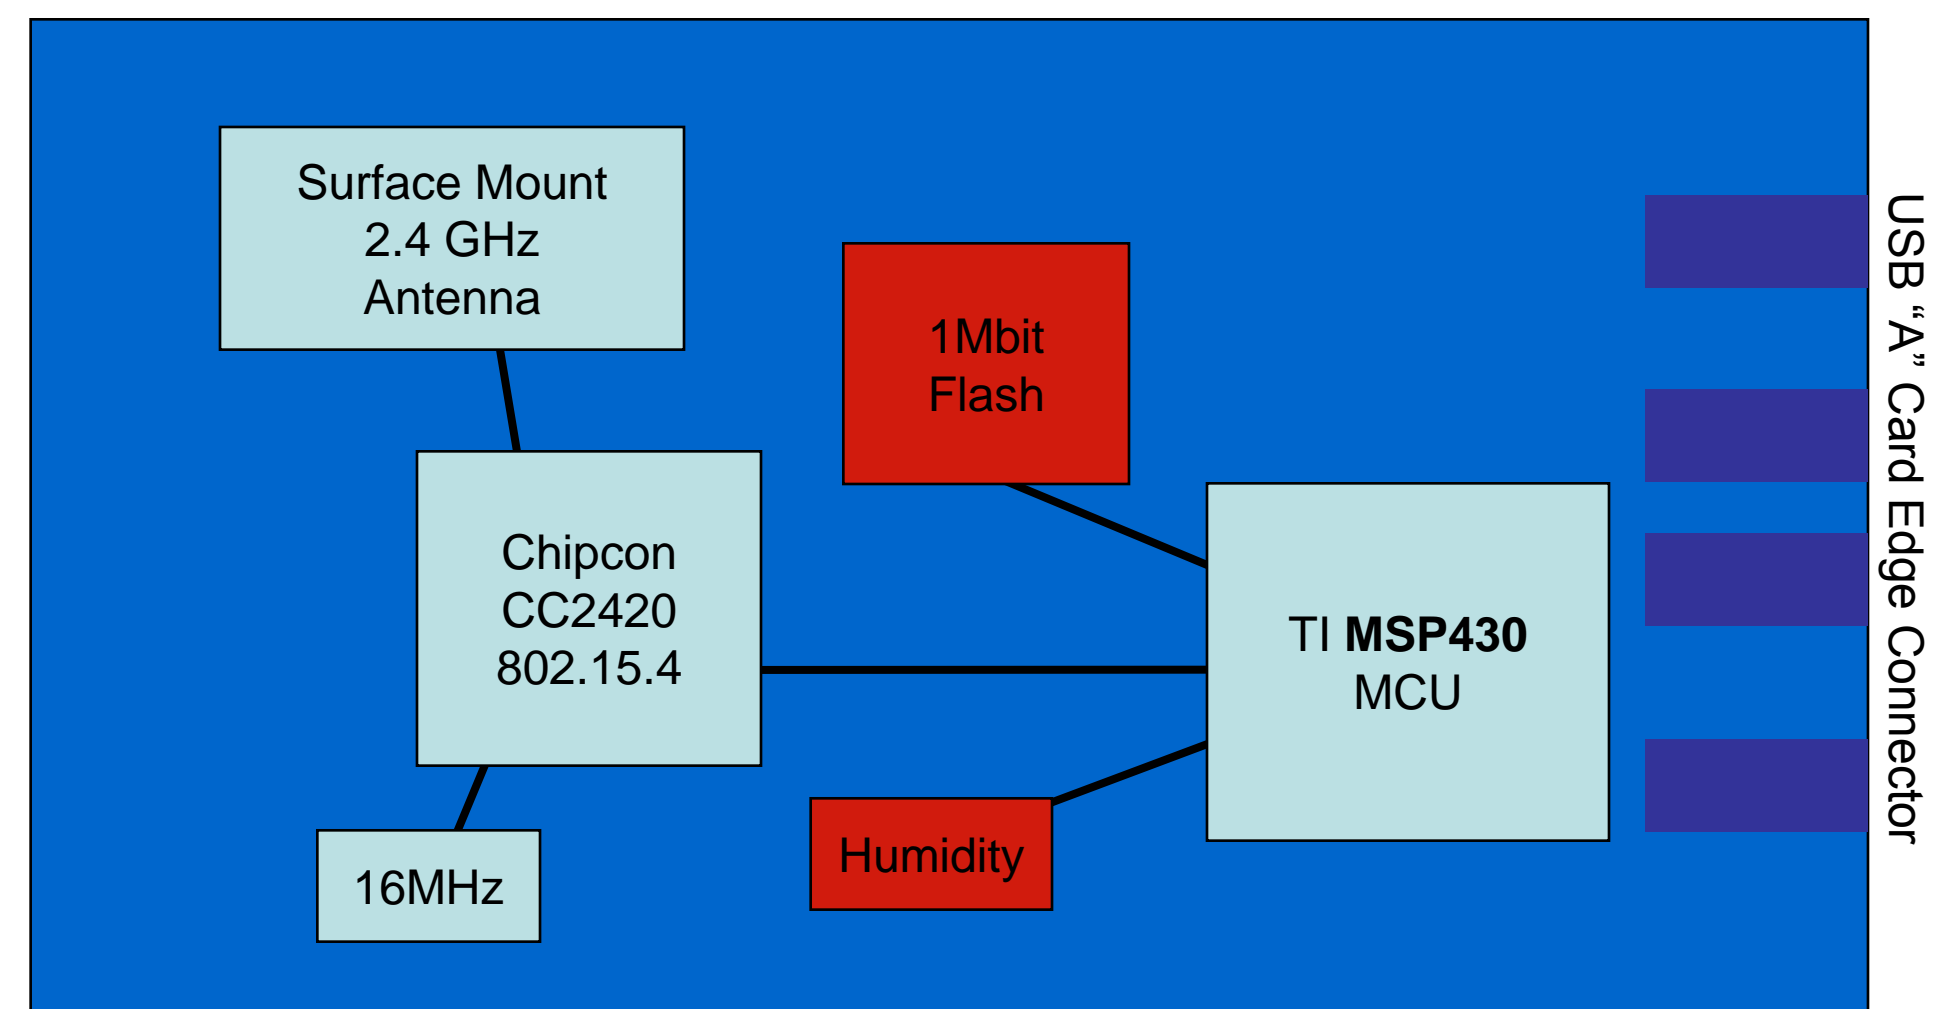 Surface Mount
2.4 GHz
Antenna
1Mbit
Flash
Chipcon
CC2420
802.15.4
TI MSP430
MCU
Humidity
16MHz
USB “A” Card Edge Connector